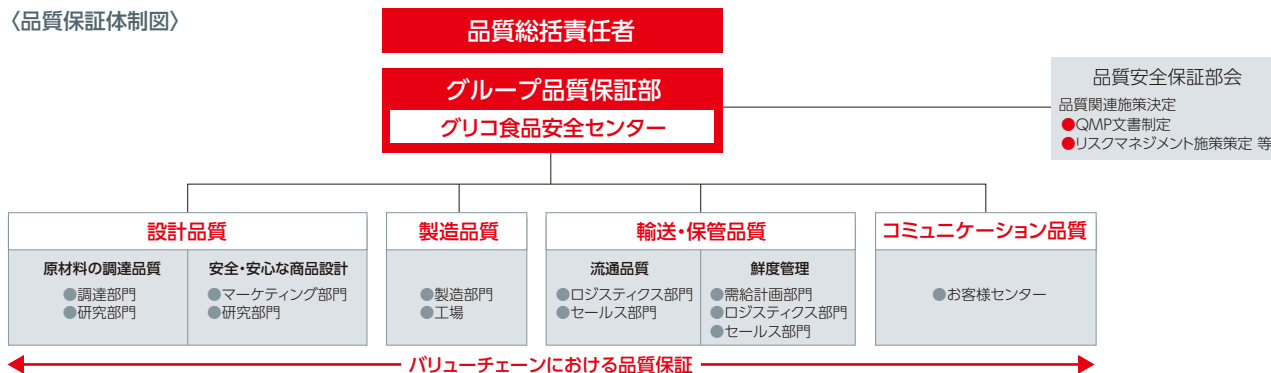 〈品質保証体制図〉
品質総括責任者
グループ品質保証部
グリコ食品安全センター
品質安全保証部会
品質関連施策決定
●QMP文書制定
●リスクマネジメント施策策定 等
設計品質
原材料の調達品質
●調達部門
●研究部門
安全・安心な商品設計
●マーケティング部門
●研究部門
製造品質
●製造部門
●工場
輸送・保管品質
流通品質
●ロジスティクス部門
●セールス部門
鮮度管理
●需給計画部門
●ロジスティクス部門
●セールス部門
コミュニケーション品質
●お客様センター
バリューチェーンにおける品質保証